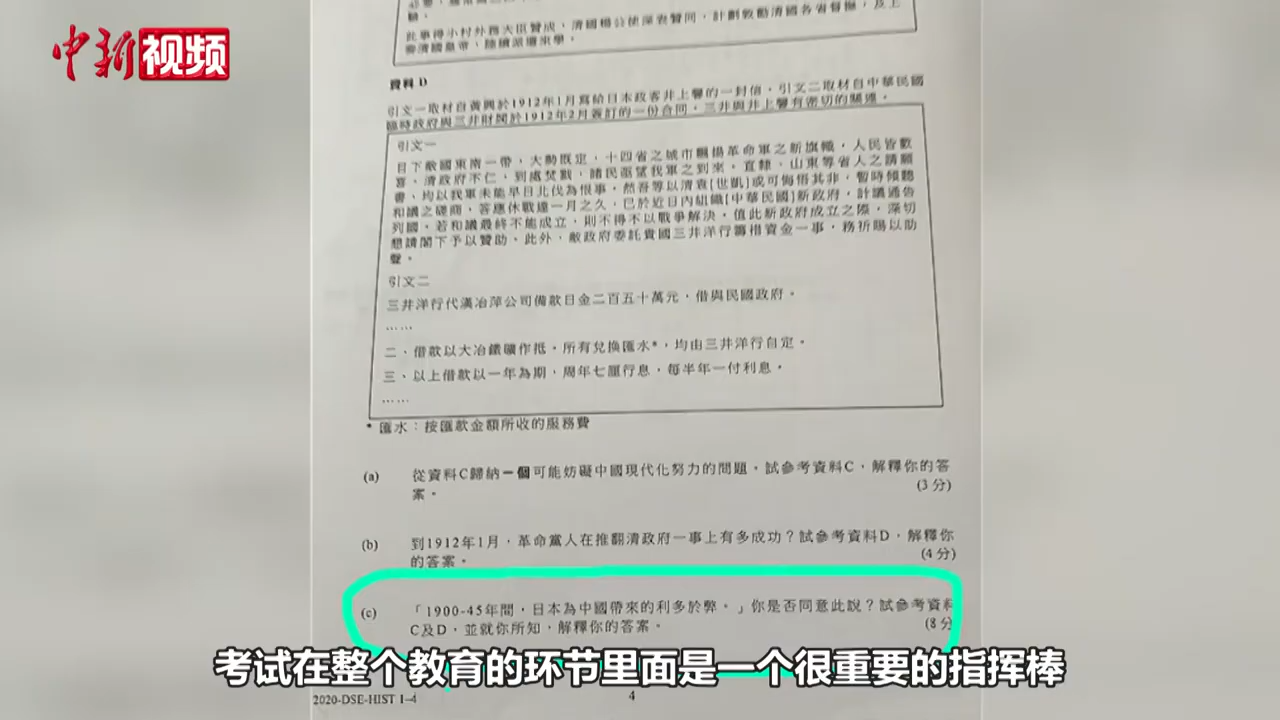 中新视频
此事得小村外務大臣贊成，清國楊公使深表贊同，計劃敦勸清國各省督撫，及上
資料 D
引文一取材自黃興於1912年1月寫給日本政客井上馨的一封信，引文二取材自中華民國
臨時政府與三井財閥於1912年2月簽訂的一份合同，三井與井上馨有密切的關連。
引文一
目下敝國東南一帶，大勢既定，十四省之城市飄揚革命軍之新旗幟，人民皆歡
喜。清政府不仁，到處焚戮，諸民亟望我軍之到來。直隸、山東等省人之請願
書，均以我軍未能早日北伐為恨事，然吾等以清袁[世凱]或可悔悟其非，暫時傾聽
和議之磋商，答應休戰達一月之久，已於近日內組織[中華民國]新政府，計議通告
列國。若和議最終不能成立，則不得不以戰爭解決。值此新政府成立之際，深切
懇請閣下予以贊助。此外，敝政府委託貴國三井洋行籌措資金一事，務祈賜以助
聲。
引文二
三井洋行代漢冶萍公司備款日金二百五十萬元，借與民國政府。
……
二、借款以大冶鐵礦作抵。所有兌換匯水*，均由三井洋行自定。
三、以上借款以一年為期，周年七厘行息，每半年一付利息。
……
* 匯水：按匯款金額所收的服務費
(a) 從資料C歸納一個可能妨礙中國現代化努力的問題。試參考資料C，解釋你的答
案。 (3 分)
(b) 到1912年1月，革命黨人在推翻清政府一事上有多成功？試參考資料D，解釋你
的答案。 (4 分)
(c) 「1900-45年間，日本為中國帶來的利多於弊。」你是否同意此說？試參考資料
C及D，並就你所知，解釋你的答案。 (8 分
考试在整个教育的环节里面是一个很重要的指挥棒
2020-DSE-HIST 1–4 4